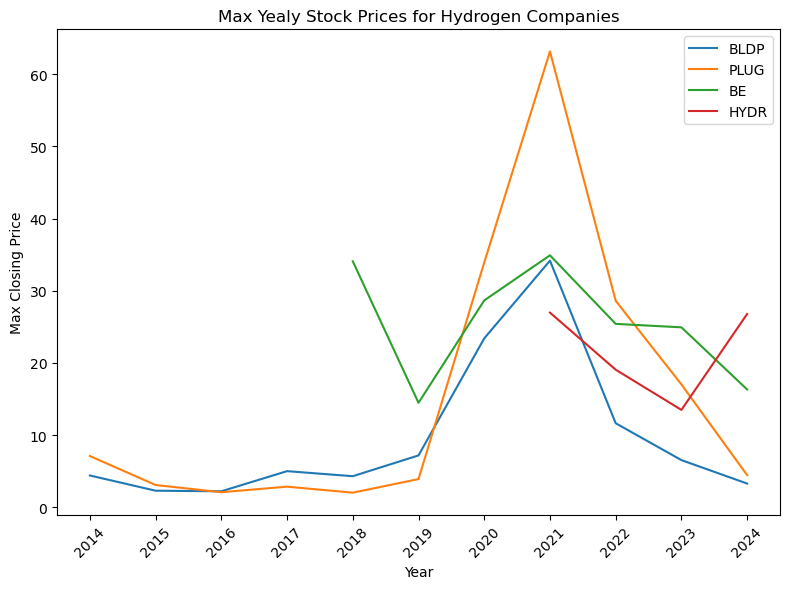 Max Yealy Stock Prices for Hydrogen Companies
BLDP
PLUG
BE
HYDR
Max Closing Price
60
50
40
30
20
10
0
2014
2015
2016
2017
2018
2019
2020
2021
2022
2023
2024
Year